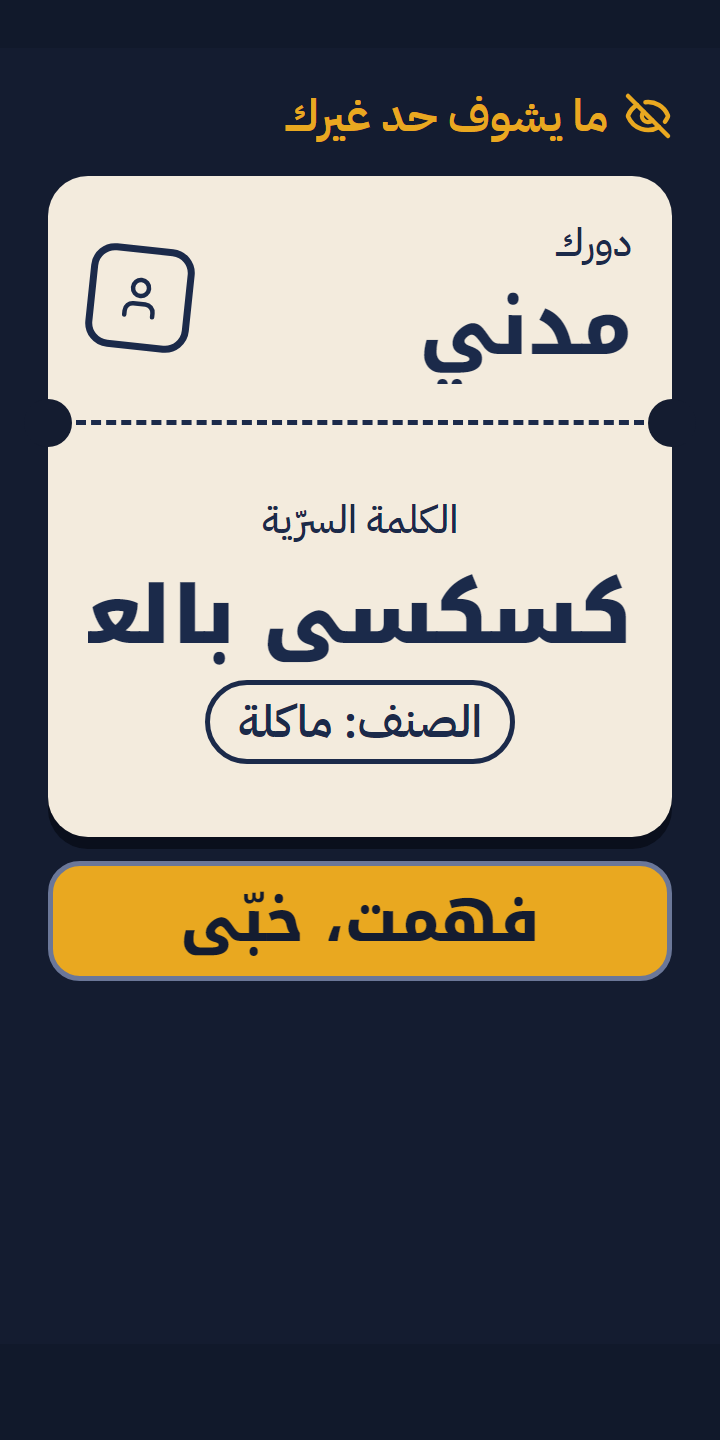 ما يشوف حد غيرك
دورك
مدني
الكلمة السرّية
كسكسى بالع
الصنف: ماكلة
فهمت، خبّى